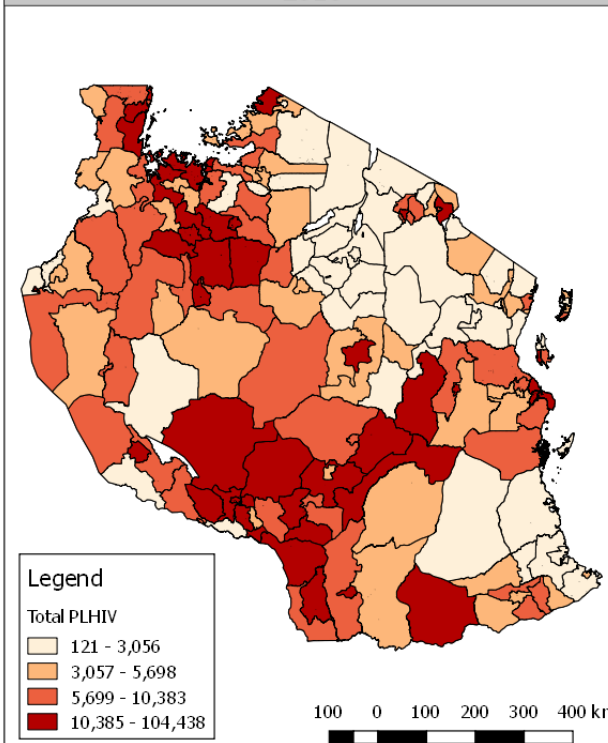 Legend
Total PLHIV
121 - 3,056
3,057 - 5,698
5,699 - 10,383
10,385 - 104,438
100 0 100 200 300 400 km